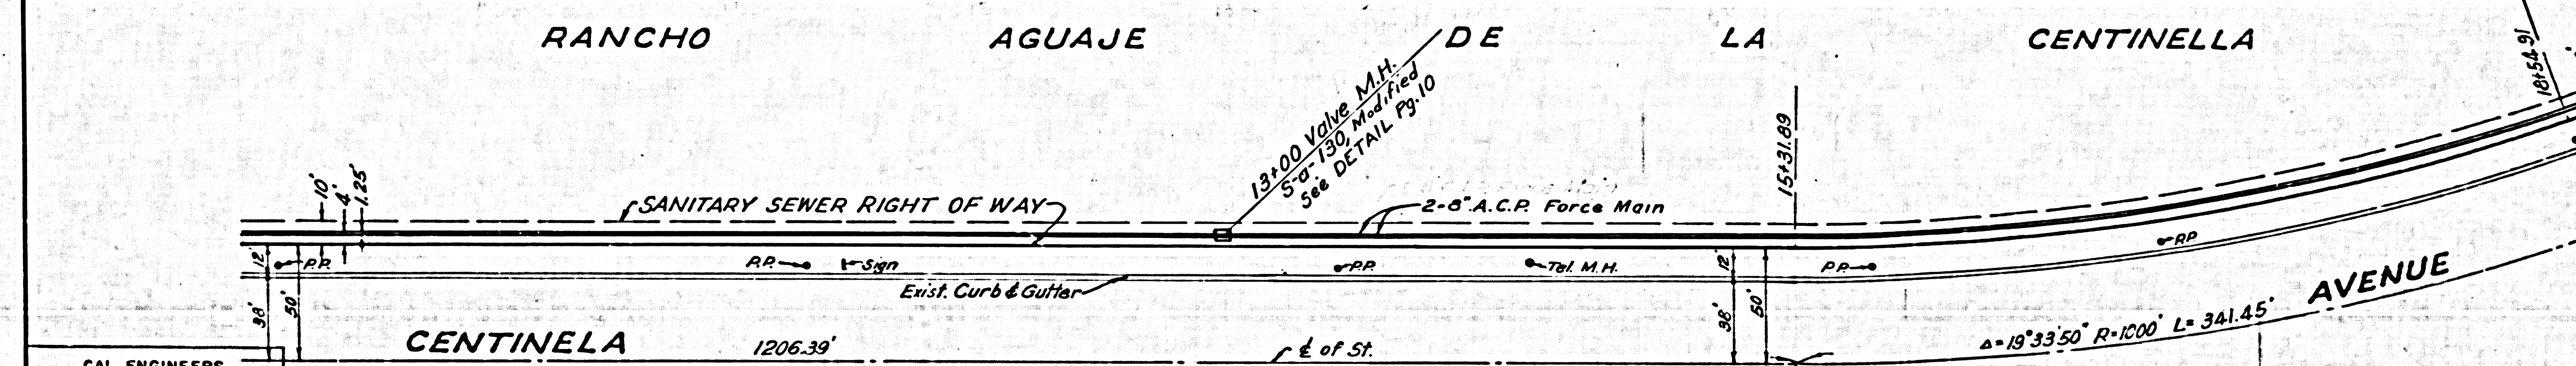 RANCHO AGUAJE DE LA CENTINELLA
18+54.91
13+00 Valve M.H.
S-a-130, Modified
See DETAIL Pg. 10
15+31.89
10'
4'
1.25'
SANITARY SEWER RIGHT OF WAY
2-8" A.C.P. Force Main
12'
P.P.
P.P.
Sign
P.P.
Tel. M.H.
12'
P.P.
P.P.
Exist. Curb & Gutter
38'
50'
38'
50'
CENTINELA AVENUE
1206.39'
℄ of St.
Δ=19°33'50" R=1000' L=341.45'
CAL ENGINEERS